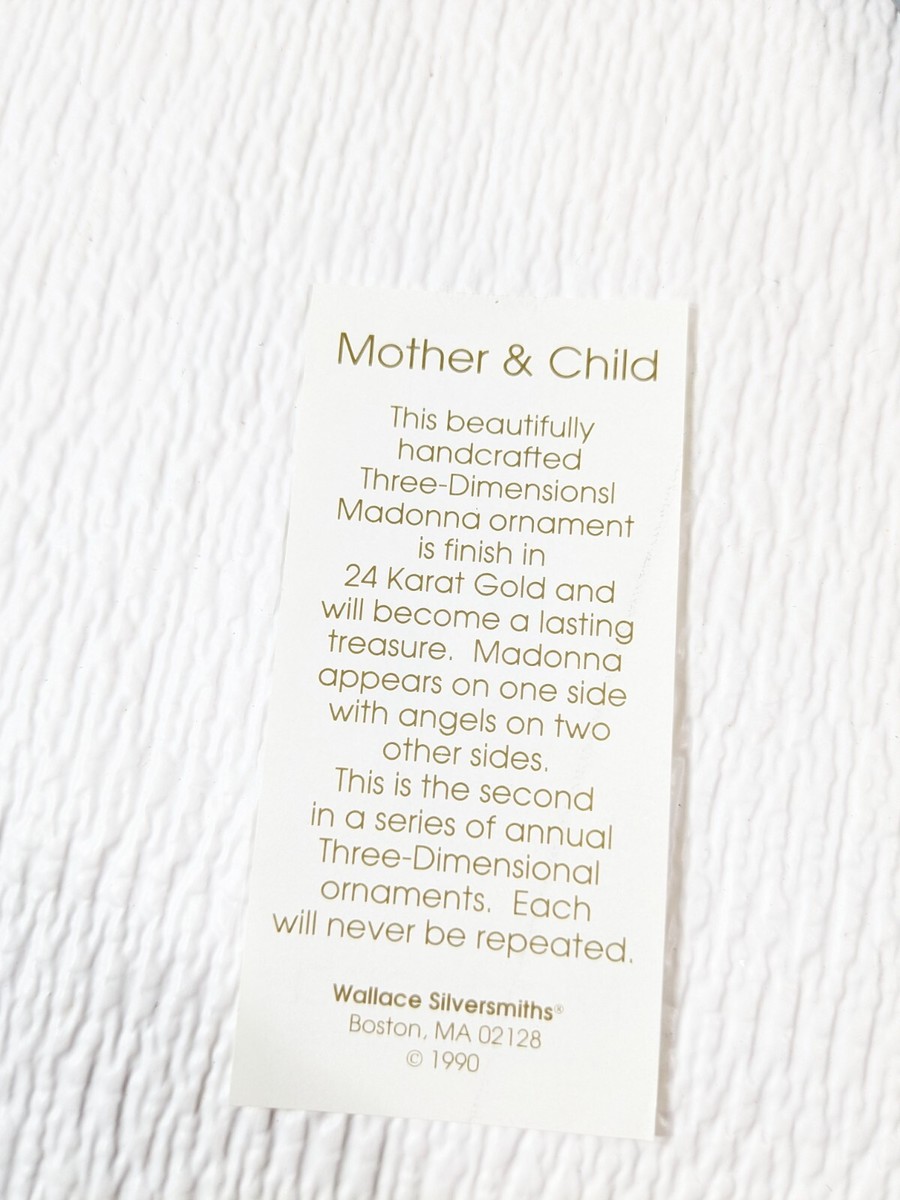 Mother & Child
This beautifully
handcrafted
Three-Dimensionsl
Madonna ornament
is finish in
24 Karat Gold and
will become a lasting
treasure. Madonna
appears on one side
with angels on two
other sides.
This is the second
in a series of annual
Three-Dimensional
ornaments. Each
will never be repeated.
Wallace Silversmiths®
Boston, MA 02128
© 1990